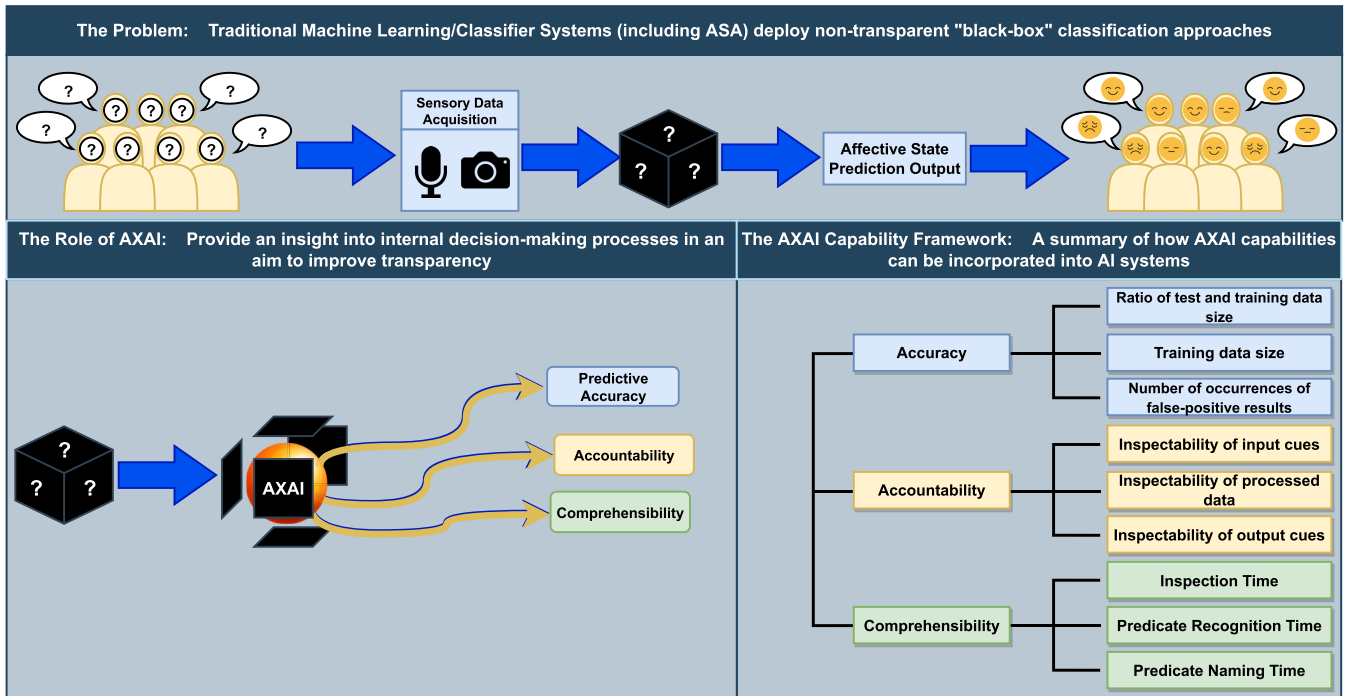 The Problem: Traditional Machine Learning/Classifier Systems (including ASA) deploy non-transparent "black-box" classification approaches
?
?
?
?
?
?
?
?
?
?
?
Sensory Data
Acquisition
?
?
?
Affective State
Prediction Output
The Role of AXAI: Provide an insight into internal decision-making processes in an
aim to improve transparency
?
?
?
AXAI
Predictive
Accuracy
Accountability
Comprehensibility
The AXAI Capability Framework: A summary of how AXAI capabilities
can be incorporated into AI systems
Accuracy
Ratio of test and training data
size
Training data size
Number of occurrences of
false-positive results
Accountability
Inspectability of input cues
Inspectability of processed
data
Inspectability of output cues
Comprehensibility
Inspection Time
Predicate Recognition Time
Predicate Naming Time